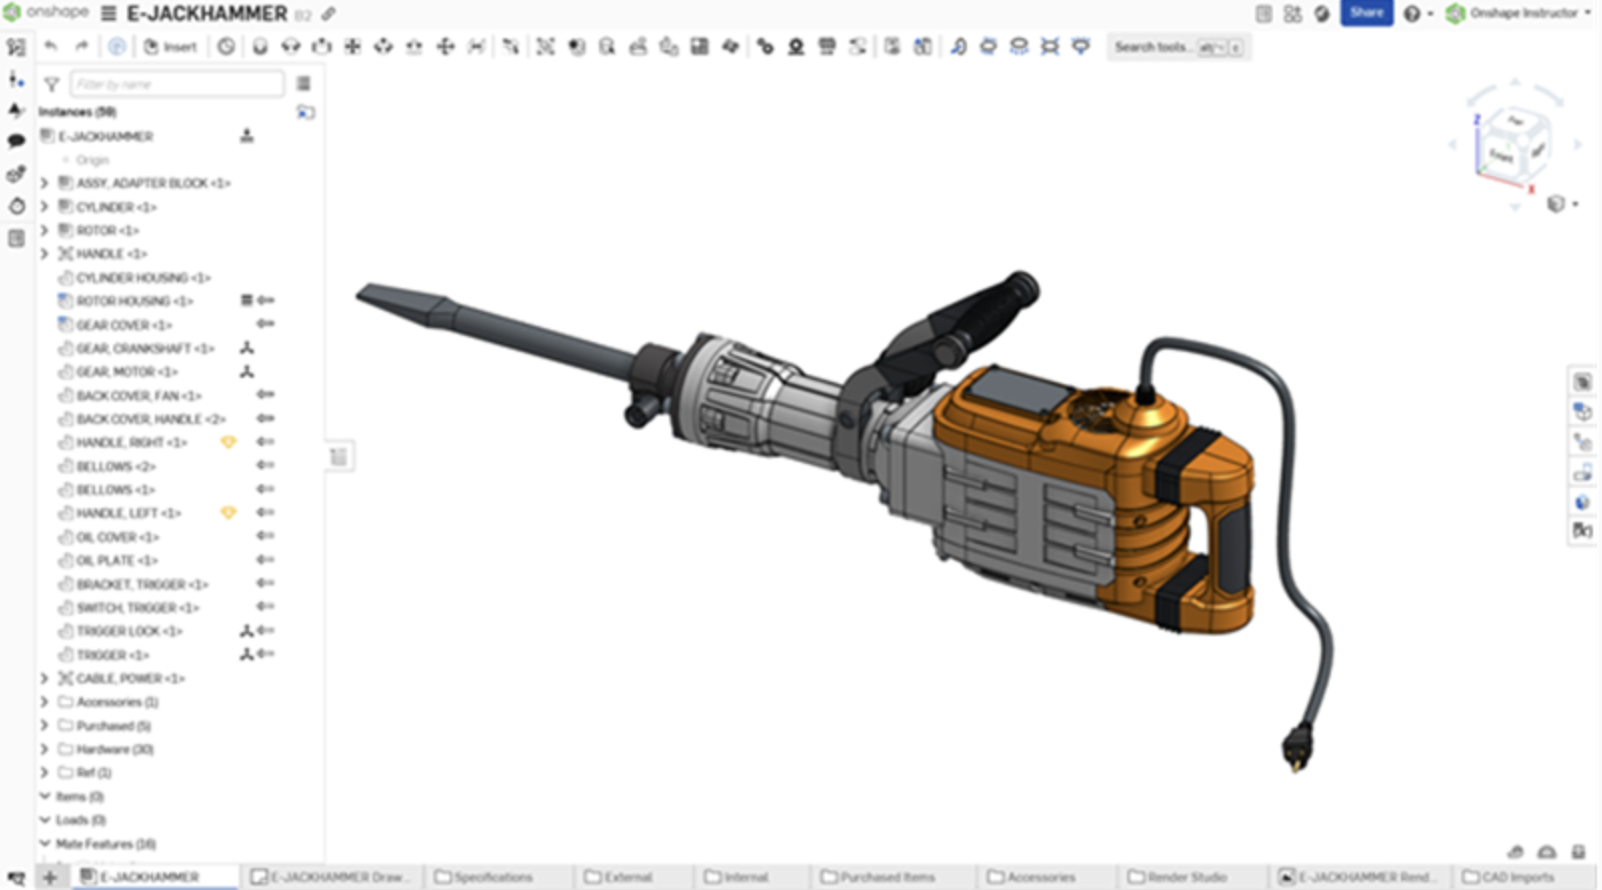 onshape E-JACKHAMMER B2
Share
Onshape Instructor
Insert
Search tools...
alt/⌥ c
Filter by name
Instances (59)
E-JACKHAMMER
Origin
ASSY, ADAPTER BLOCK <1>
CYLINDER <1>
ROTOR <1>
HANDLE <1>
CYLINDER HOUSING <1>
ROTOR HOUSING <1>
GEAR COVER <1>
GEAR, CRANKSHAFT <1>
GEAR, MOTOR <1>
BACK COVER, FAN <1>
BACK COVER, HANDLE <2>
HANDLE, RIGHT <1>
BELLOWS <2>
BELLOWS <1>
HANDLE, LEFT <1>
OIL COVER <1>
OIL PLATE <1>
BRACKET, TRIGGER <1>
SWITCH, TRIGGER <1>
TRIGGER LOCK <1>
TRIGGER <1>
CABLE, POWER <1>
Accessories (1)
Purchased (5)
Hardware (30)
Ref (1)
Items (0)
Loads (0)
Mate Features (16)
Z
Front
X
E-JACKHAMMER
E-JACKHAMMER Draw...
Specifications
External
Internal
Purchased Items
Accessories
Render Studio
E-JACKHAMMER Rend...
CAD Imports